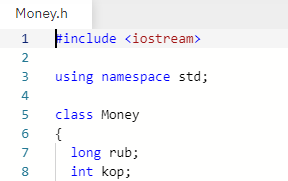 Money.h
1 #include <iostream>
2
3 using namespace std;
4
5 class Money
6 {
7 long rub;
8 int kop;